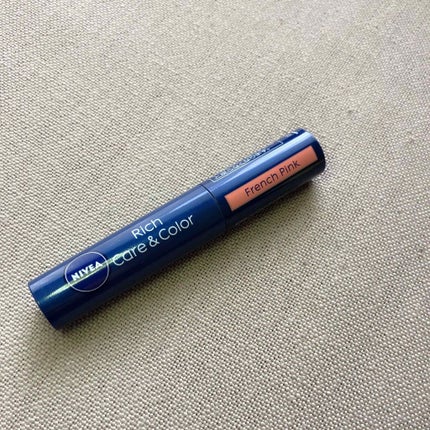 NIVEA
Rich
Care & Color
French Pink